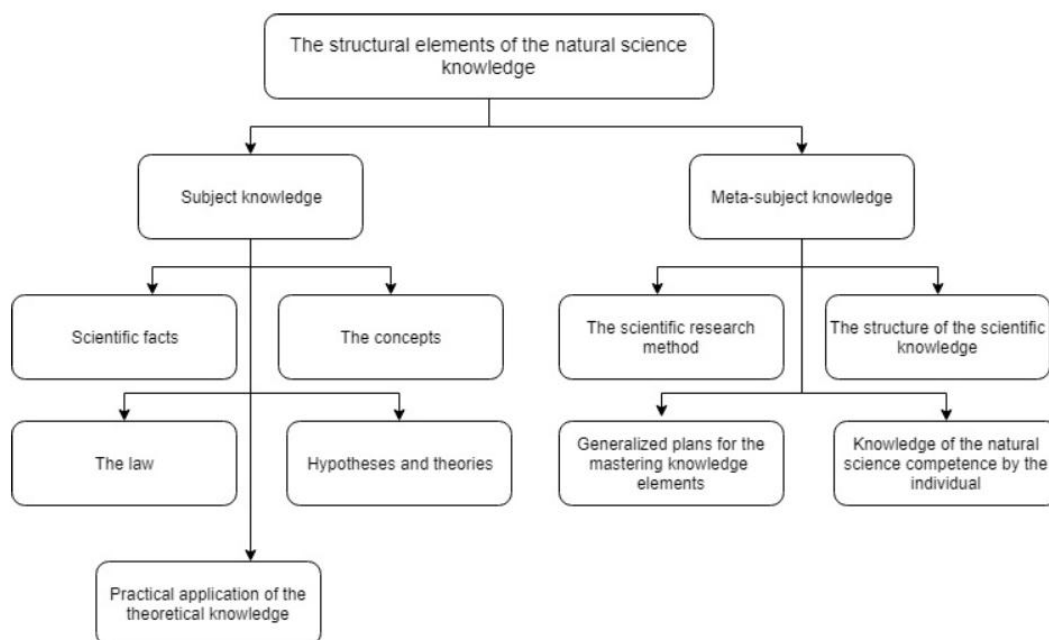 The structural elements of the natural science
knowledge
Subject knowledge
Meta-subject knowledge
Scientific facts
The concepts
The scientific research
method
The structure of the scientific
knowledge
The law
Hypotheses and theories
Generalized plans for the
mastering knowledge
elements
Knowledge of the natural
science competence by the
individual
Practical application of the
theoretical knowledge